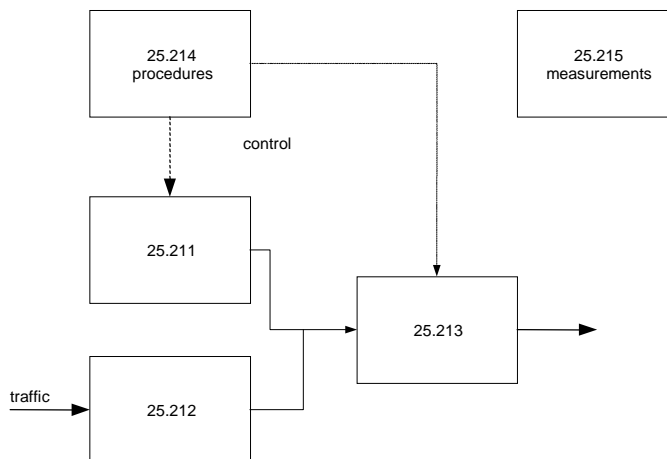 25.214
procedures
25.215
measurements
control
25.211
25.213
traffic
25.212